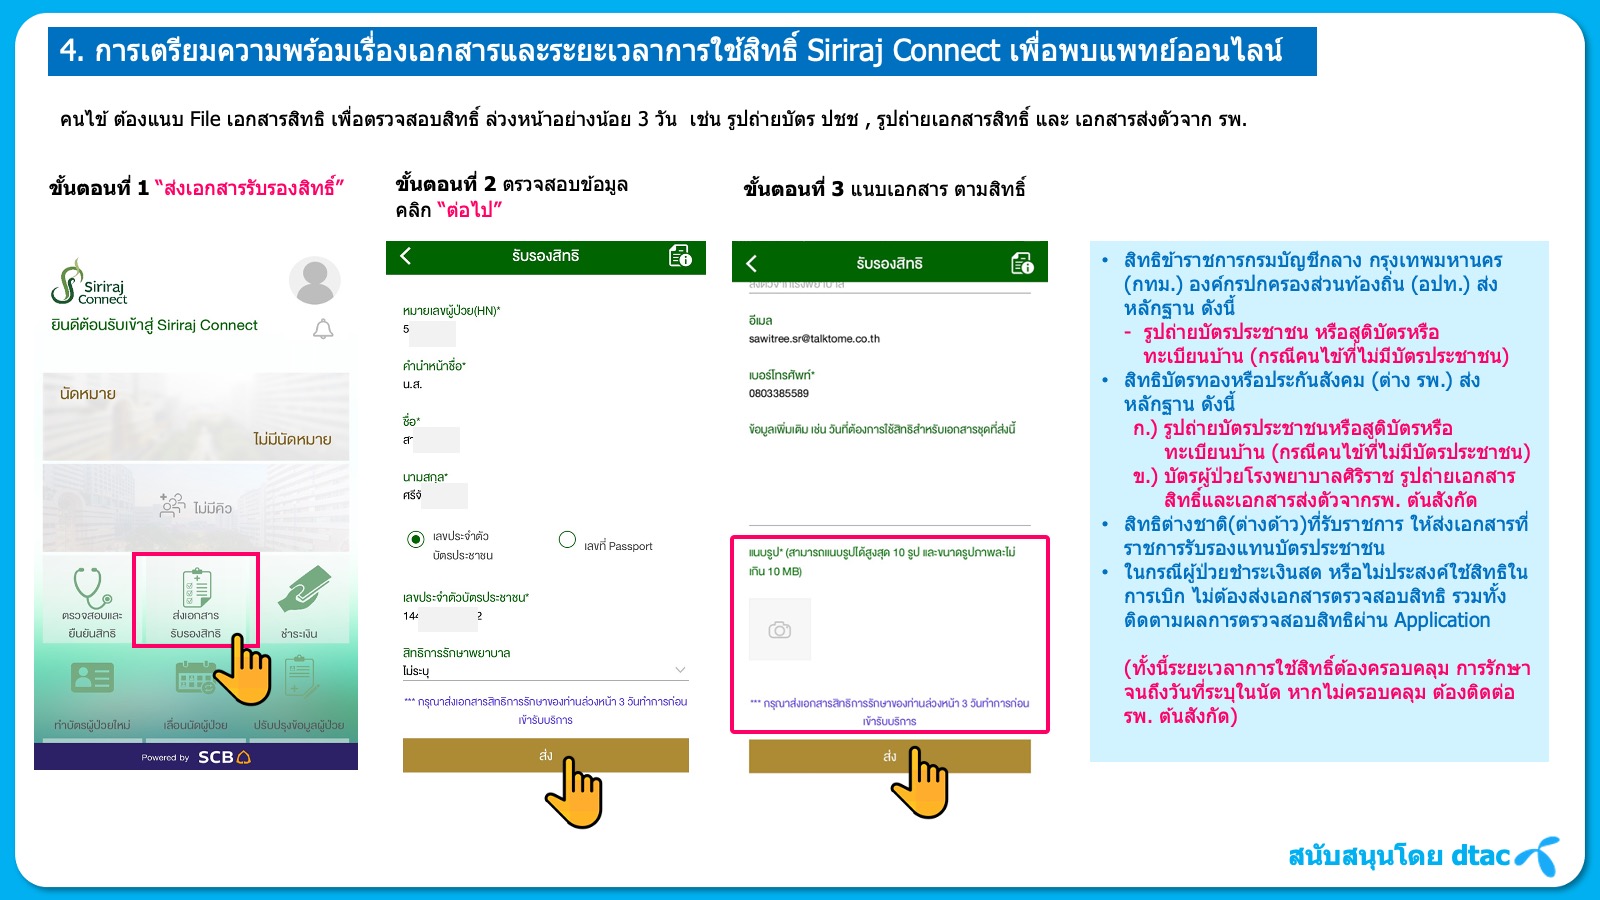 4. การเตรียมความพร้อมเรื่องเอกสารและระยะเวลาการใช้สิทธิ์ Siriraj Connect เพื่อพบแพทย์ออนไลน์
คนไข้ ต้องแนบ File เอกสารสิทธิ เพื่อตรวจสอบสิทธิ์ ล่วงหน้าอย่างน้อย 3 วัน เช่น รูปถ่ายบัตร ปชช , รูปถ่ายเอกสารสิทธิ์ และ เอกสารส่งตัวจาก รพ.
ขั้นตอนที่ 1 “ส่งเอกสารรับรองสิทธิ์”
Siriraj
Connect
ยินดีต้อนรับเข้าสู่ Siriraj Connect
นัดหมาย
ไม่มีนัดหมาย
ไม่มีคิว
ตรวจสอบและ
ยืนยันสิทธิ
ส่งเอกสาร
รับรองสิทธิ
ชำระเงิน
ทำบัตรผู้ป่วยใหม่
เลื่อนนัดผู้ป่วย
ปรับปรุงข้อมูลผู้ป่วย
Powered by SCB
ขั้นตอนที่ 2 ตรวจสอบข้อมูล
คลิก “ต่อไป”
รับรองสิทธิ
หมายเลขผู้ป่วย(HN)*
5
คำนำหน้าชื่อ*
น.ส.
ชื่อ*
สา
นามสกุล*
ศรีจั
เลขประจำตัว
บัตรประชาชน
เลขที่ Passport
เลขประจำตัวบัตรประชาชน*
144 2
สิทธิการรักษาพยาบาล
ไม่ระบุ
*** กรุณาส่งเอกสารสิทธิการรักษาของท่านล่วงหน้า 3 วันทำการก่อน
เข้ารับบริการ
ส่ง
ขั้นตอนที่ 3 แนบเอกสาร ตามสิทธิ์
รับรองสิทธิ
ส่งตัวจากโรงพยาบาล
อีเมล
sawitree.sr@talktome.co.th
เบอร์โทรศัพท์*
0803385589
ข้อมูลเพิ่มเติม เช่น วันที่ต้องการใช้สิทธิสำหรับเอกสารชุดที่ส่งนี้
แนบรูป* (สามารถแนบรูปได้สูงสุด 10 รูป และขนาดรูปภาพละไม่
เกิน 10 MB)
*** กรุณาส่งเอกสารสิทธิการรักษาของท่านล่วงหน้า 3 วันทำการก่อน
เข้ารับบริการ
ส่ง
• สิทธิข้าราชการกรมบัญชีกลาง กรุงเทพมหานคร
(กทม.) องค์กรปกครองส่วนท้องถิ่น (อปท.) ส่ง
หลักฐาน ดังนี้
- รูปถ่ายบัตรประชาชน หรือสูติบัตรหรือ
ทะเบียนบ้าน (กรณีคนไข้ที่ไม่มีบัตรประชาชน)
• สิทธิบัตรทองหรือประกันสังคม (ต่าง รพ.) ส่ง
หลักฐาน ดังนี้
ก.) รูปถ่ายบัตรประชาชนหรือสูติบัตรหรือ
ทะเบียนบ้าน (กรณีคนไข้ที่ไม่มีบัตรประชาชน)
ข.) บัตรผู้ป่วยโรงพยาบาลศิริราช รูปถ่ายเอกสาร
สิทธิ์และเอกสารส่งตัวจากรพ. ต้นสังกัด
• สิทธิต่างชาติ(ต่างด้าว)ที่รับราชการ ให้ส่งเอกสารที่
ราชการรับรองแทนบัตรประชาชน
• ในกรณีผู้ป่วยชำระเงินสด หรือไม่ประสงค์ใช้สิทธิใน
การเบิก ไม่ต้องส่งเอกสารตรวจสอบสิทธิ รวมทั้ง
ติดตามผลการตรวจสอบสิทธิผ่าน Application
(ทั้งนี้ระยะเวลาการใช้สิทธิ์ต้องครอบคลุม การรักษา
จนถึงวันที่ระบุในนัด หากไม่ครอบคลุม ต้องติดต่อ
รพ. ต้นสังกัด)
สนับสนุนโดย dtac